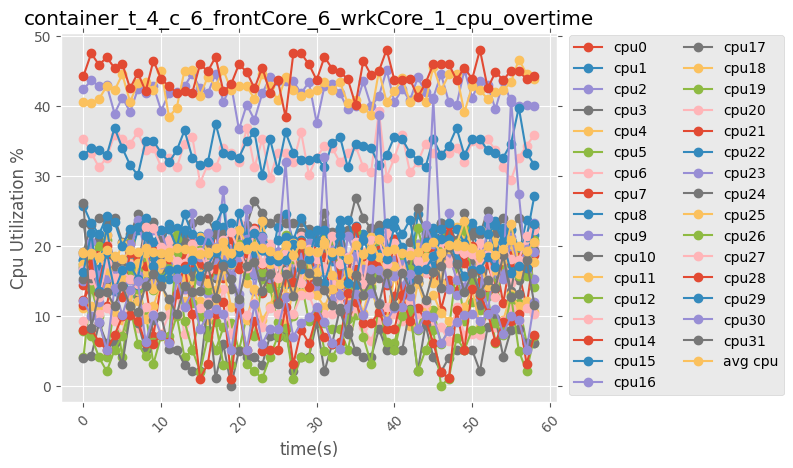 container_t_4_c_6_frontCore_6_wrkCore_1_cpu_overtime
Cpu Utilization %
50
40
30
20
10
0
0
10
20
30
40
50
60
time(s)
cpu0
cpu1
cpu2
cpu3
cpu4
cpu5
cpu6
cpu7
cpu8
cpu9
cpu10
cpu11
cpu12
cpu13
cpu14
cpu15
cpu16
cpu17
cpu18
cpu19
cpu20
cpu21
cpu22
cpu23
cpu24
cpu25
cpu26
cpu27
cpu28
cpu29
cpu30
cpu31
avg cpu